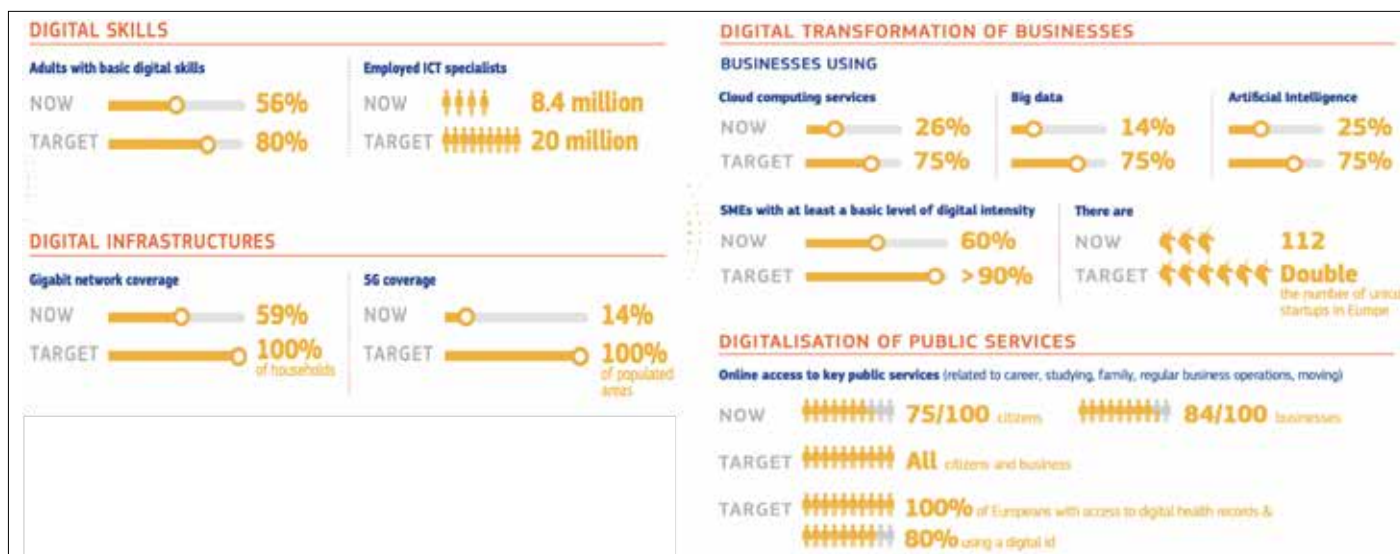 DIGITAL SKILLS
Adults with basic digital skills
NOW 56%
TARGET 80%
Employed ICT specialists
NOW 8.4 million
TARGET 20 million
DIGITAL INFRASTRUCTURES
Gigabit network coverage
NOW 59%
TARGET 100%
of households
5G coverage
NOW 14%
TARGET 100%
of populated
areas
DIGITAL TRANSFORMATION OF BUSINESSES
BUSINESSES USING
Cloud computing services
NOW 26%
TARGET 75%
Big data
NOW 14%
TARGET 75%
Artificial Intelligence
NOW 25%
TARGET 75%
SMEs with at least a basic level of digital intensity
NOW 60%
TARGET > 90%
There are
NOW 112
TARGET Double
the number of unico
startups in Europe
DIGITALISATION OF PUBLIC SERVICES
Online access to key public services (related to career, studying, family, regular business operations, moving)
NOW 75/100 citizens 84/100 businesses
TARGET All citizens and business
TARGET 100% of Europeans with access to digital health records &
80% using a digital id